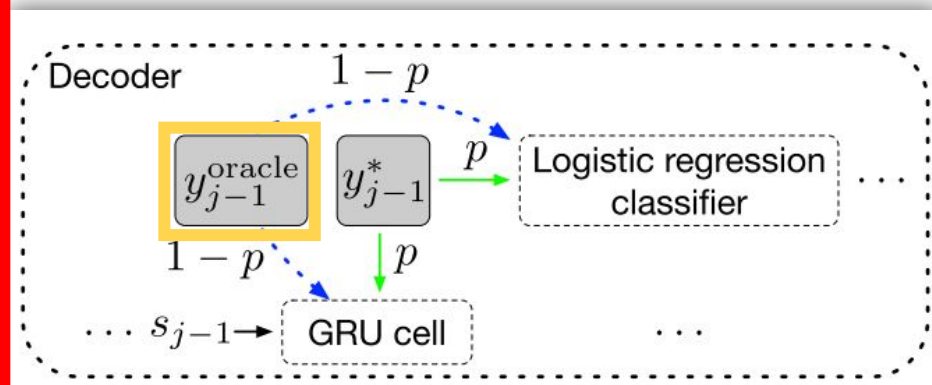 Decoder
1 − p
y_{j−1}^{oracle} y_{j−1}^{*} p Logistic regression classifier · · ·
1 − p p
· · · s_{j−1} GRU cell · · ·